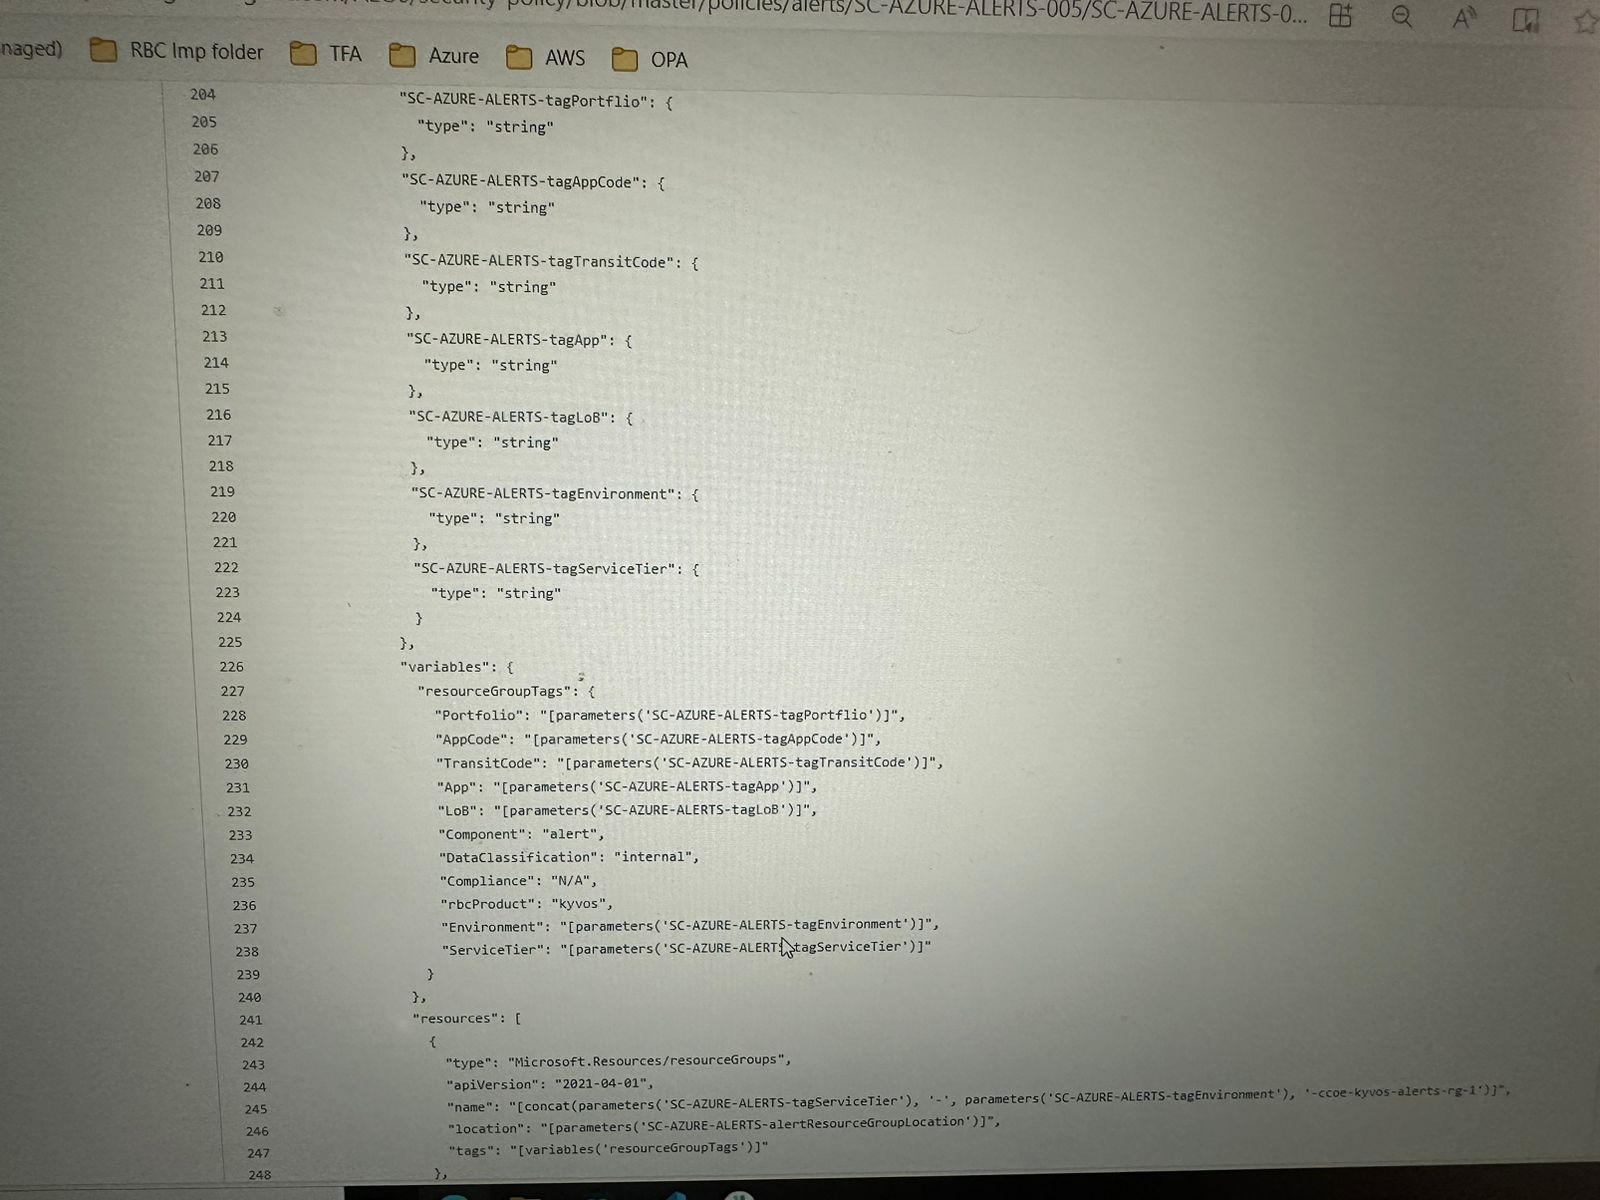 /security-policy/blob/master/policies/alerts/SC-AZURE-ALERTS-005/SC-AZURE-ALERTS-0...
naged) RBC Imp folder TFA Azure AWS OPA
204 "SC-AZURE-ALERTS-tagPortflio": {
205 "type": "string"
206 },
207 "SC-AZURE-ALERTS-tagAppCode": {
208 "type": "string"
209 },
210 "SC-AZURE-ALERTS-tagTransitCode": {
211 "type": "string"
212 },
213 "SC-AZURE-ALERTS-tagApp": {
214 "type": "string"
215 },
216 "SC-AZURE-ALERTS-tagLoB": {
217 "type": "string"
218 },
219 "SC-AZURE-ALERTS-tagEnvironment": {
220 "type": "string"
221 },
222 "SC-AZURE-ALERTS-tagServiceTier": {
223 "type": "string"
224 }
225 },
226 "variables": {
227 "resourceGroupTags": {
228 "Portfolio": "[parameters('SC-AZURE-ALERTS-tagPortflio')]",
229 "AppCode": "[parameters('SC-AZURE-ALERTS-tagAppCode')]",
230 "TransitCode": "[parameters('SC-AZURE-ALERTS-tagTransitCode')]",
231 "App": "[parameters('SC-AZURE-ALERTS-tagApp')]",
232 "LoB": "[parameters('SC-AZURE-ALERTS-tagLoB')]",
233 "Component": "alert",
234 "DataClassification": "internal",
235 "Compliance": "N/A",
236 "rbcProduct": "kyvos",
237 "Environment": "[parameters('SC-AZURE-ALERTS-tagEnvironment')]",
238 "ServiceTier": "[parameters('SC-AZURE-ALERTS-tagServiceTier')]"
239 }
240 },
241 "resources": [
242 {
243 "type": "Microsoft.Resources/resourceGroups",
244 "apiVersion": "2021-04-01",
245 "name": "[concat(parameters('SC-AZURE-ALERTS-tagServiceTier'), '-', parameters('SC-AZURE-ALERTS-tagEnvironment'), '-ccoe-kyvos-alerts-rg-1')]",
246 "location": "[parameters('SC-AZURE-ALERTS-alertResourceGroupLocation')]",
247 "tags": "[variables('resourceGroupTags')]"
248 },